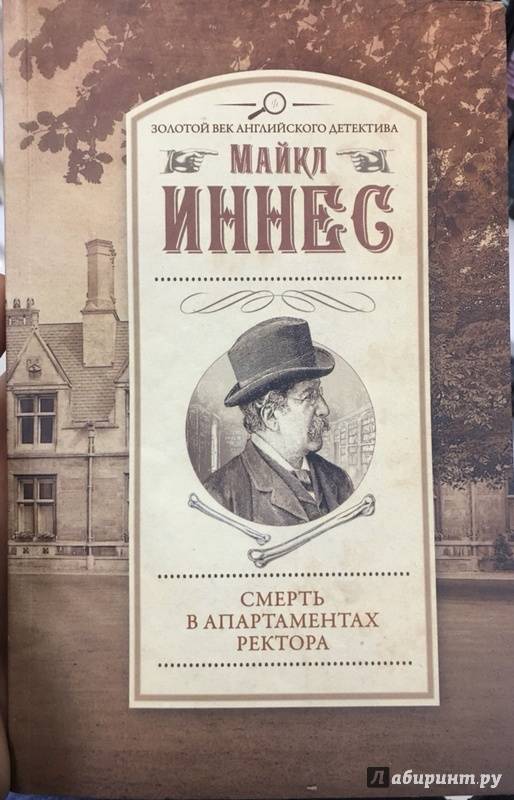 ЗОЛОТОЙ ВЕК АНГЛИЙСКОГО ДЕТЕКТИВА
МАЙКЛ
ИННЕС
СМЕРТЬ
В АПАРТАМЕНТАХ
РЕКТОРА
Лабиринт.ру